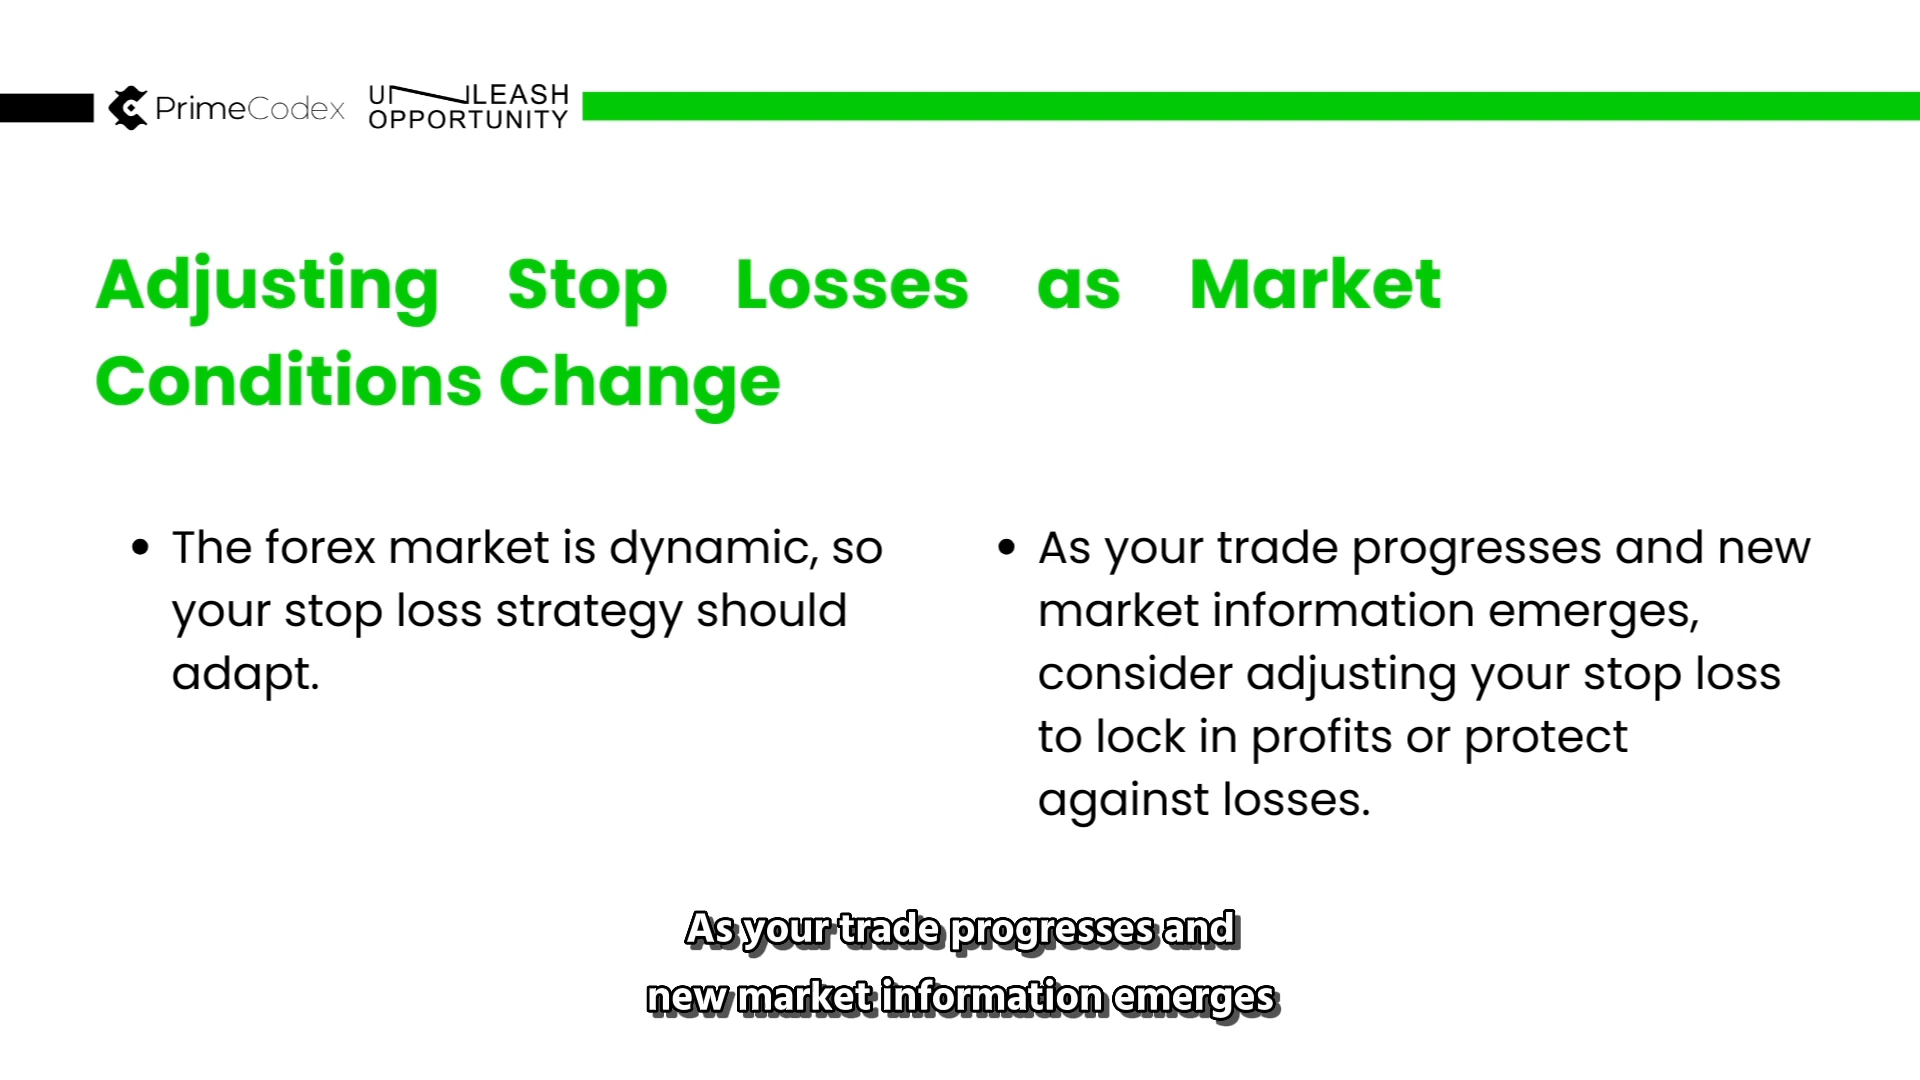 PrimeCodex
UNLEASH
OPPORTUNITY
Adjusting Stop Losses as Market
Conditions Change
• The forex market is dynamic, so
your stop loss strategy should
adapt.
• As your trade progresses and new
market information emerges,
consider adjusting your stop loss
to lock in profits or protect
against losses.
As your trade progresses and
new market information emerges